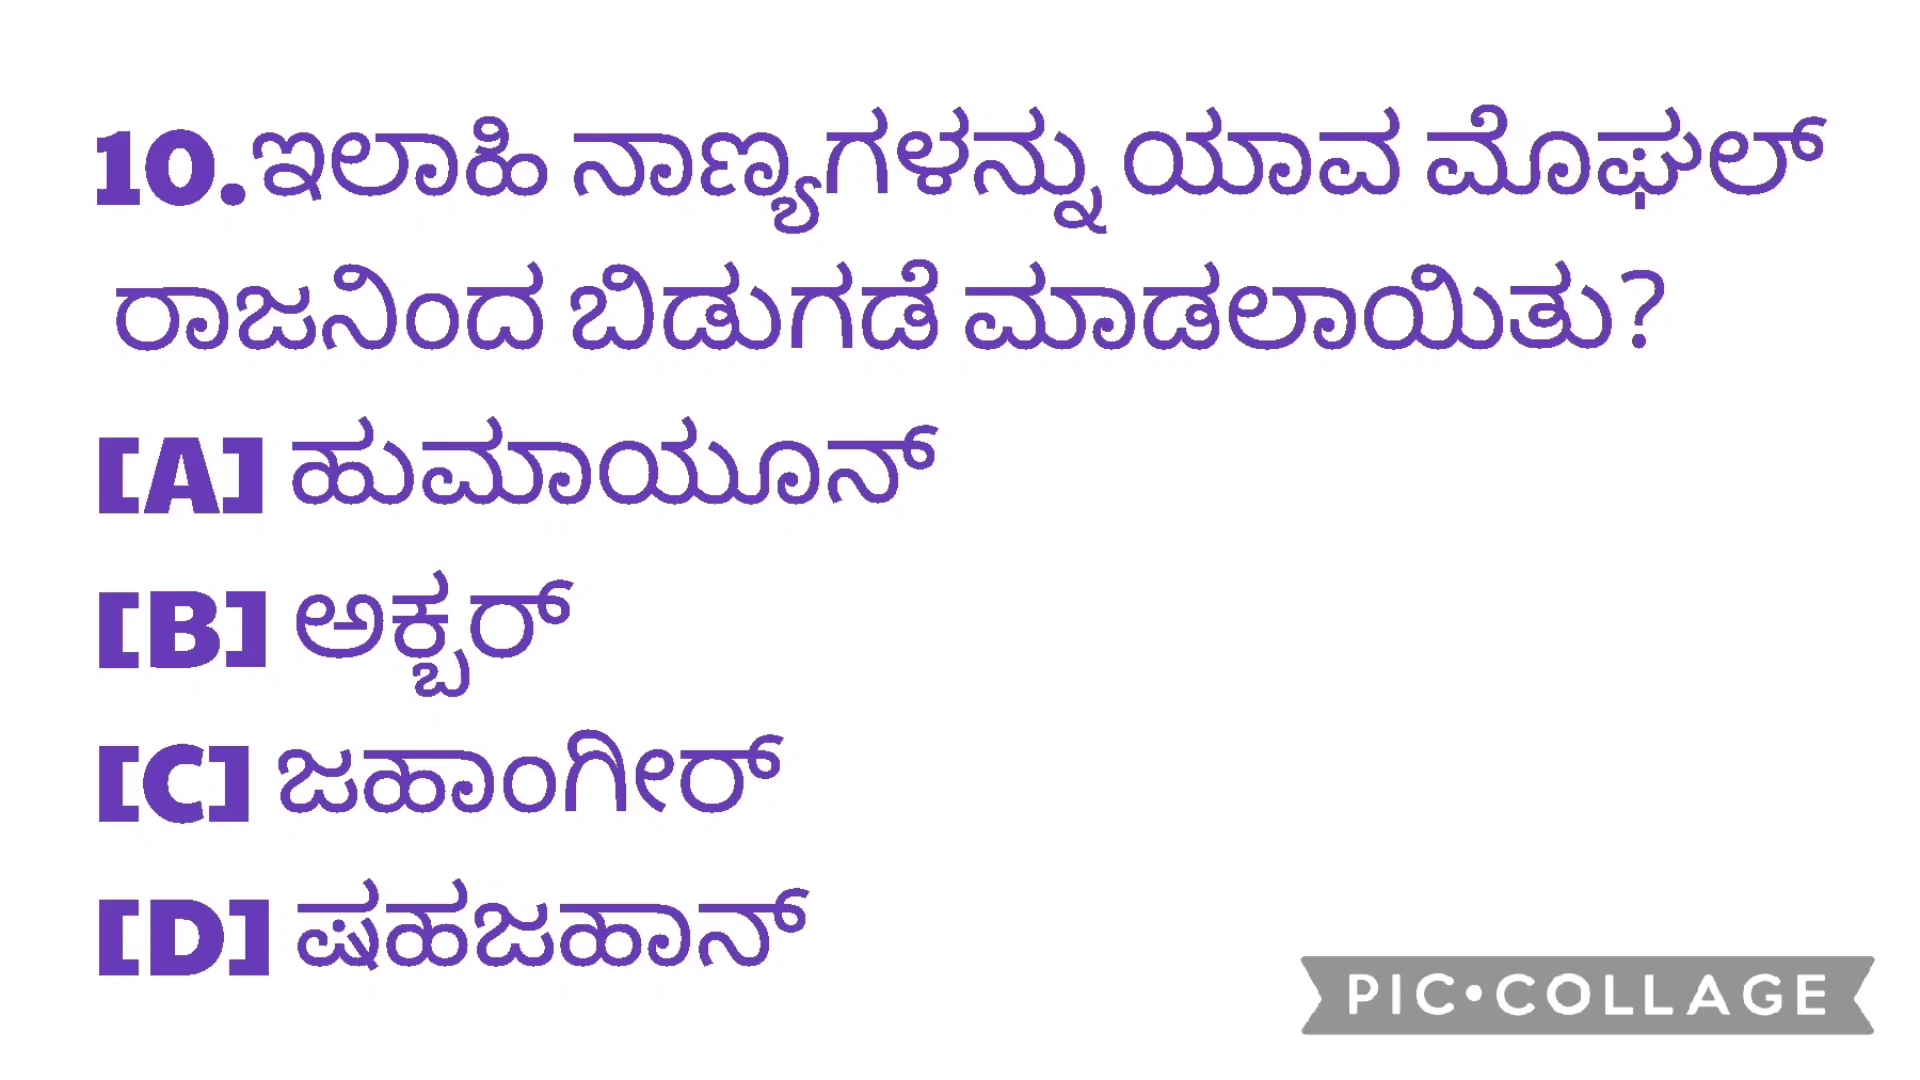 10.ಇಲಾಹಿ ನಾಣ್ಯಗಳನ್ನು ಯಾವ ಮೊಘಲ್
ರಾಜನಿಂದ ಬಿಡುಗಡೆ ಮಾಡಲಾಯಿತು?
[A] ಹುಮಾಯೂನ್
[B] ಅಕ್ಬರ್
[C] ಜಹಾಂಗೀರ್
[D] ಷಹಜಹಾನ್
PIC•COLLAGE